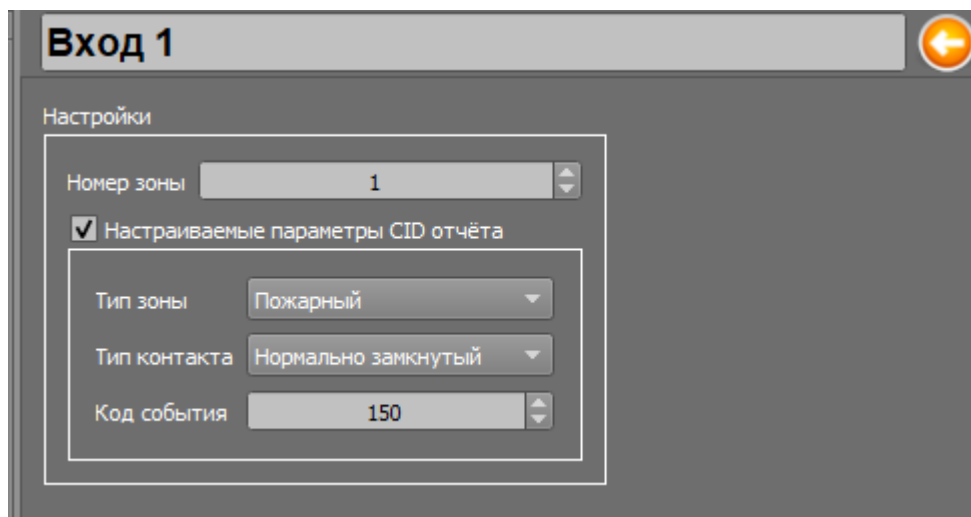 Вход 1
Настройки
Номер зоны 1
Настраиваемые параметры CID отчёта
Тип зоны Пожарный
Тип контакта Нормально замкнутый
Код события 150